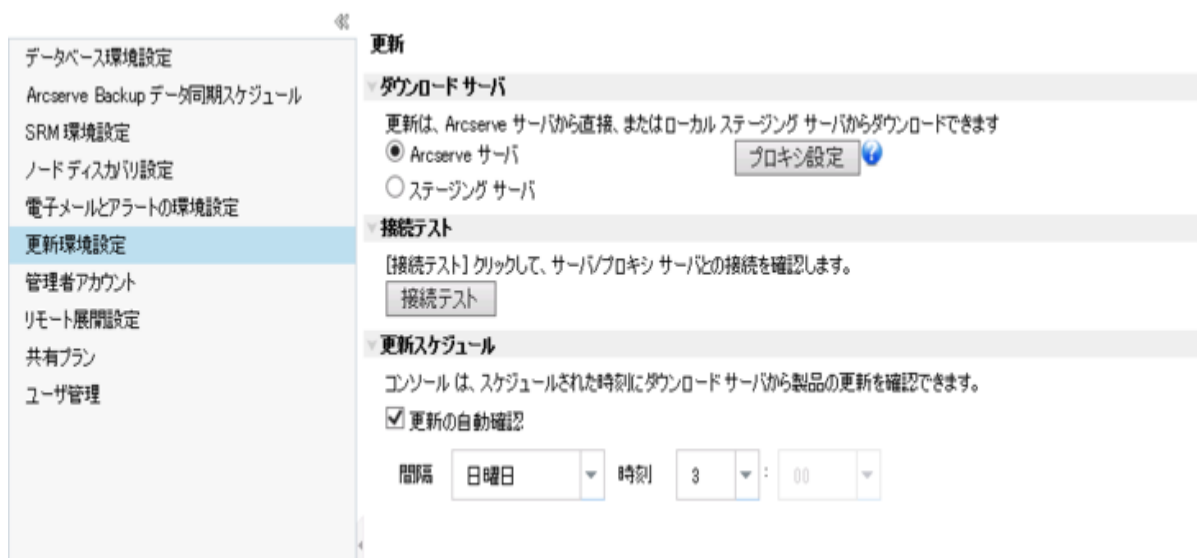 データベース環境設定
Arcserve Backup データ同期スケジュール
SRM 環境設定
ノード ディスカバリ設定
電子メールとアラートの環境設定
更新環境設定
管理者アカウント
リモート展開設定
共有プラン
ユーザ管理
更新
ダウンロード サーバ
更新は、Arcserve サーバから直接、またはローカル ステージング サーバからダウンロードできます
Arcserve サーバ
プロキシ設定
ステージング サーバ
接続テスト
[接続テスト] クリックして、サーバ/プロキシ サーバとの接続を確認します。
接続テスト
更新スケジュール
コンソール は、スケジュールされた時刻にダウンロード サーバから製品の更新を確認できます。
更新の自動確認
間隔 日曜日 時刻 3 : 00